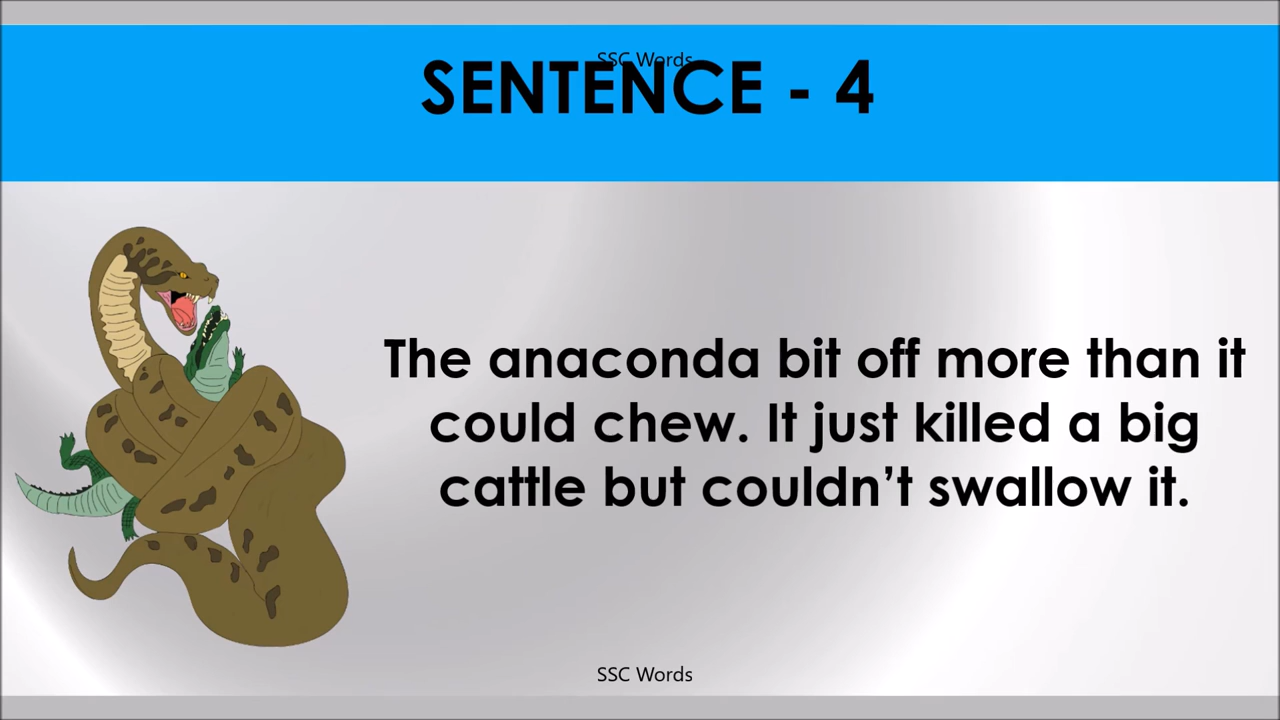 SSC Words
SENTENCE - 4
The anaconda bit off more than it
could chew. It just killed a big
cattle but couldn’t swallow it.
SSC Words